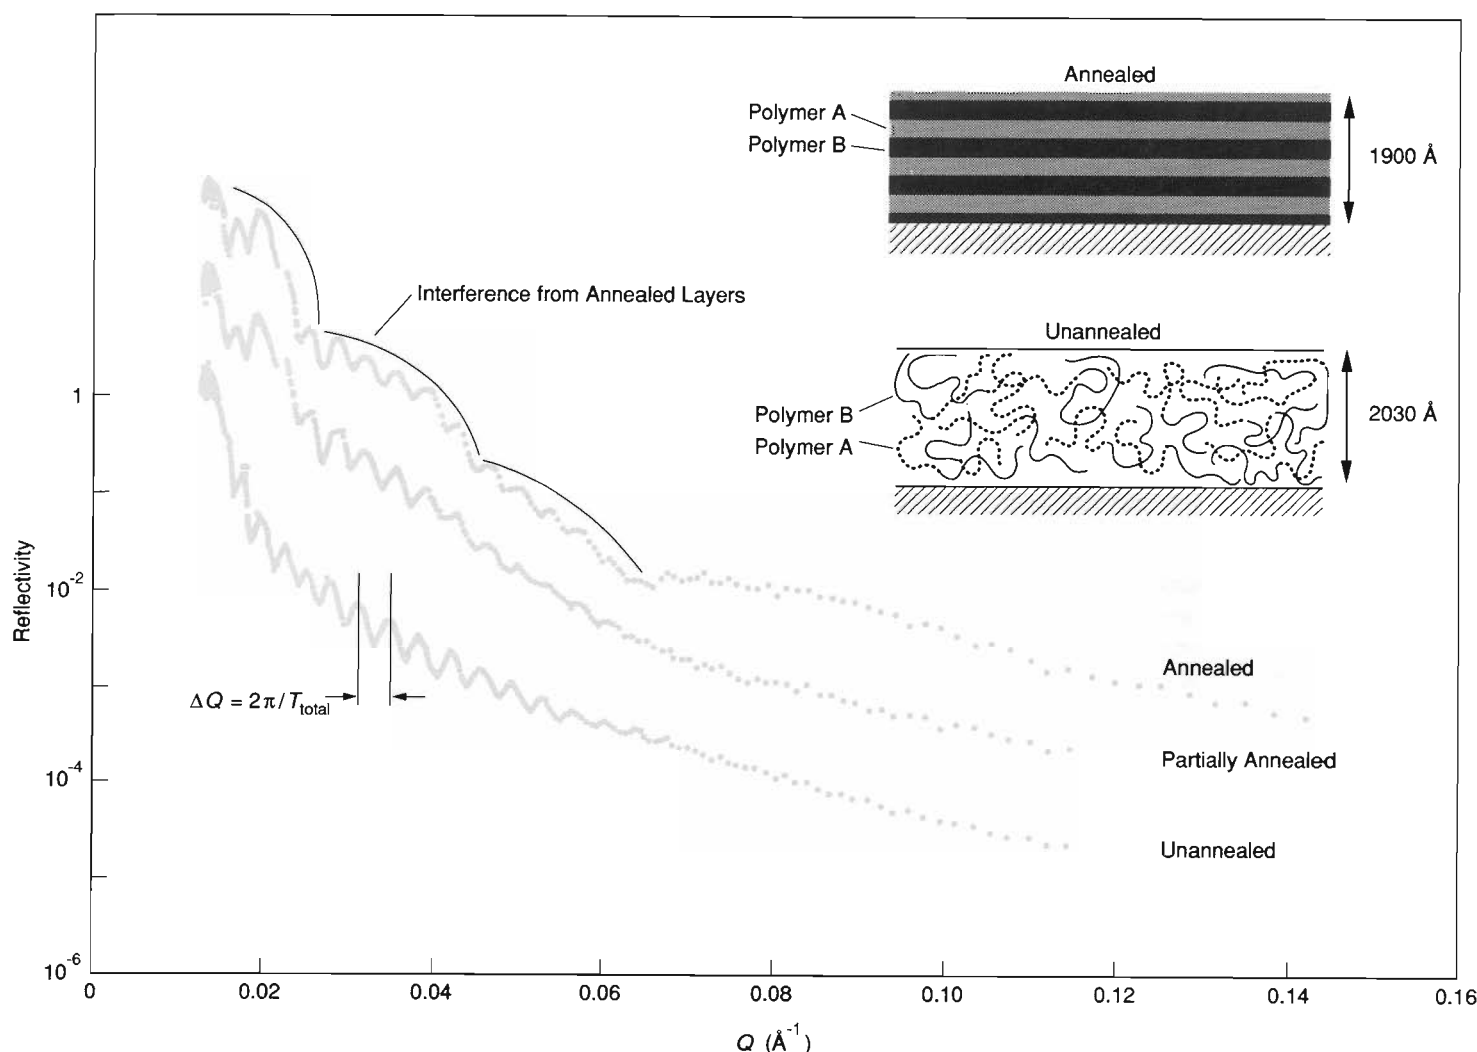 Annealed
Polymer A
Polymer B
1900 Å
Interference from Annealed Layers
Unannealed
Polymer B
Polymer A
2030 Å
1
Reflectivity
10-2
ΔQ = 2π/Ttotal
Annealed
Partially Annealed
10-4
Unannealed
10-6
0 0.02 0.04 0.06 0.08 0.10 0.12 0.14 0.16
Q (Å-1)